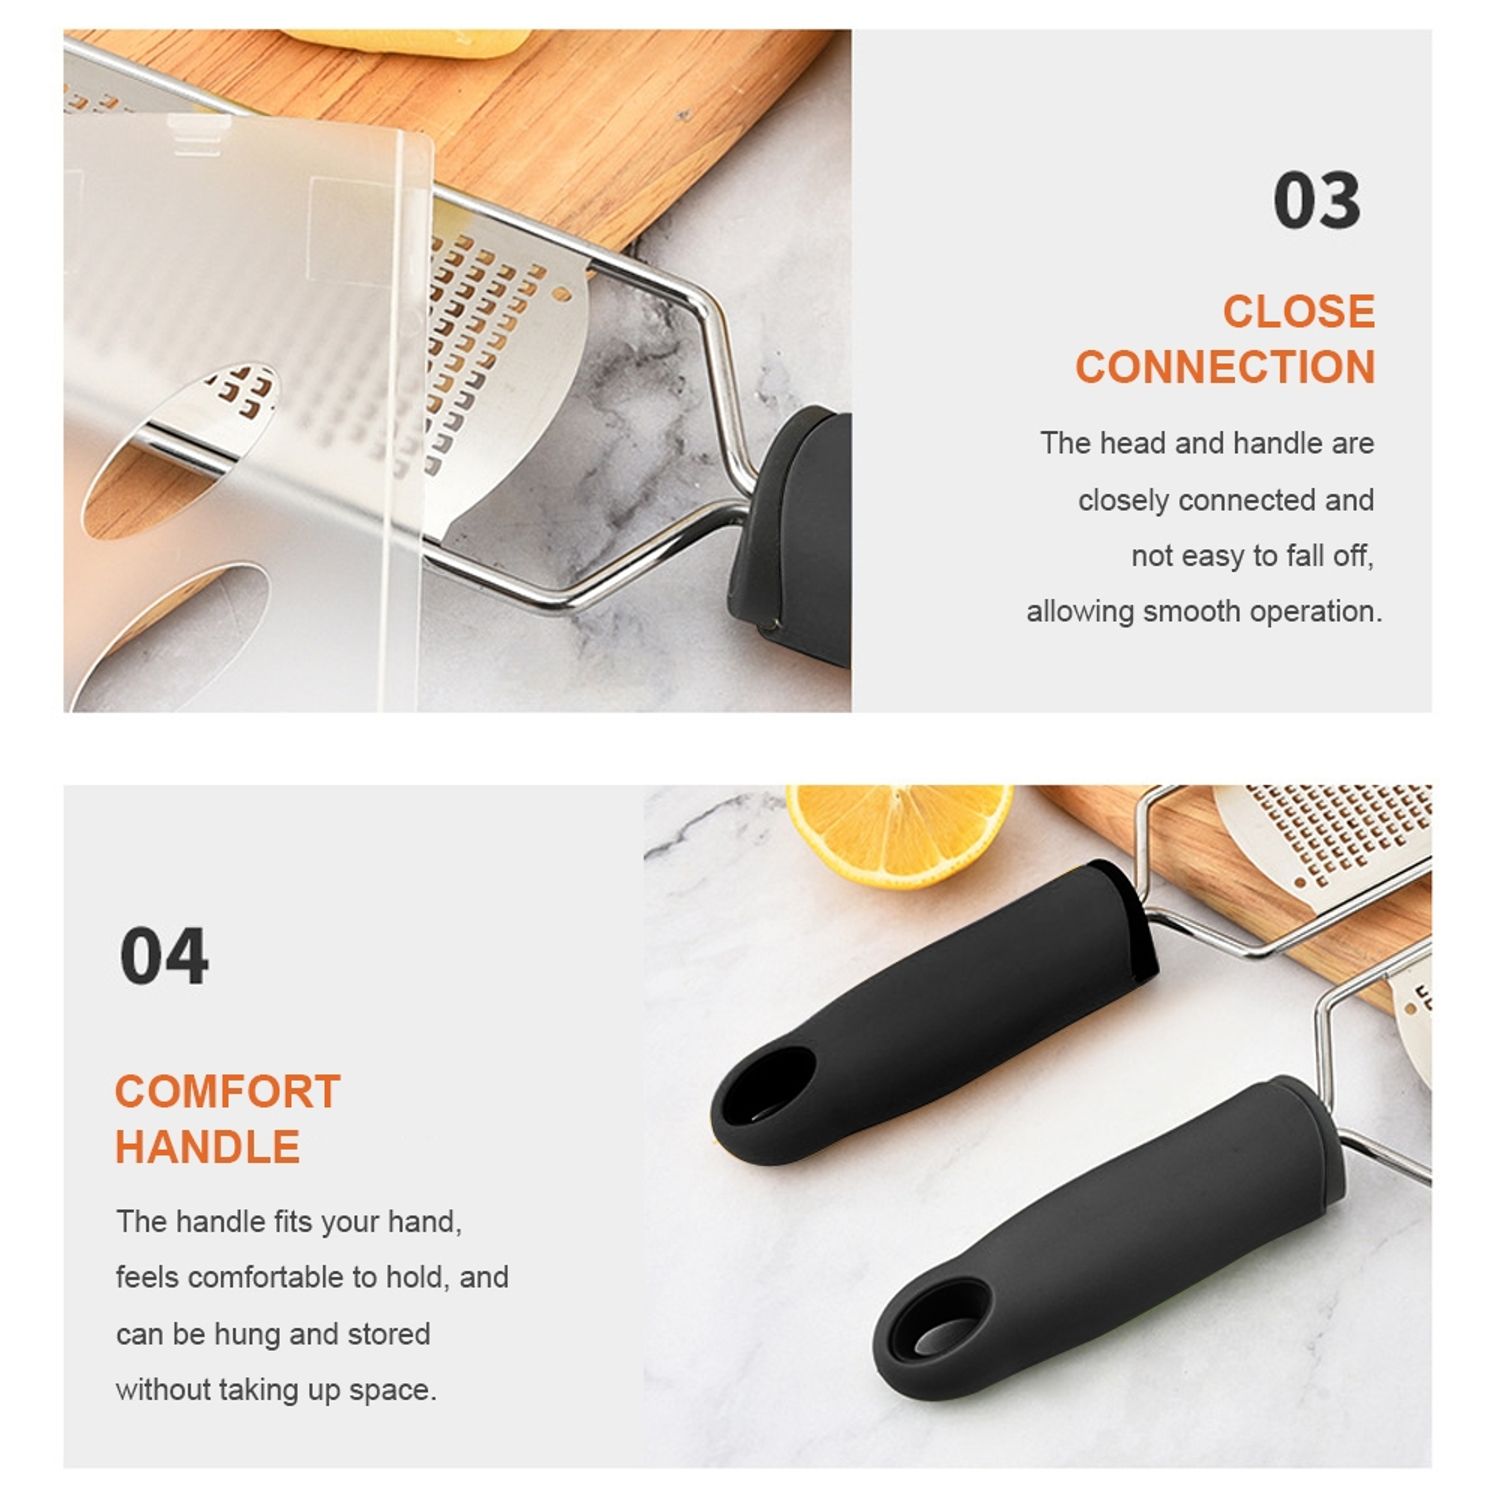 03
CLOSE
CONNECTION
The head and handle are
closely connected and
not easy to fall off,
allowing smooth operation.
04
COMFORT
HANDLE
The handle fits your hand,
feels comfortable to hold, and
can be hung and stored
without taking up space.